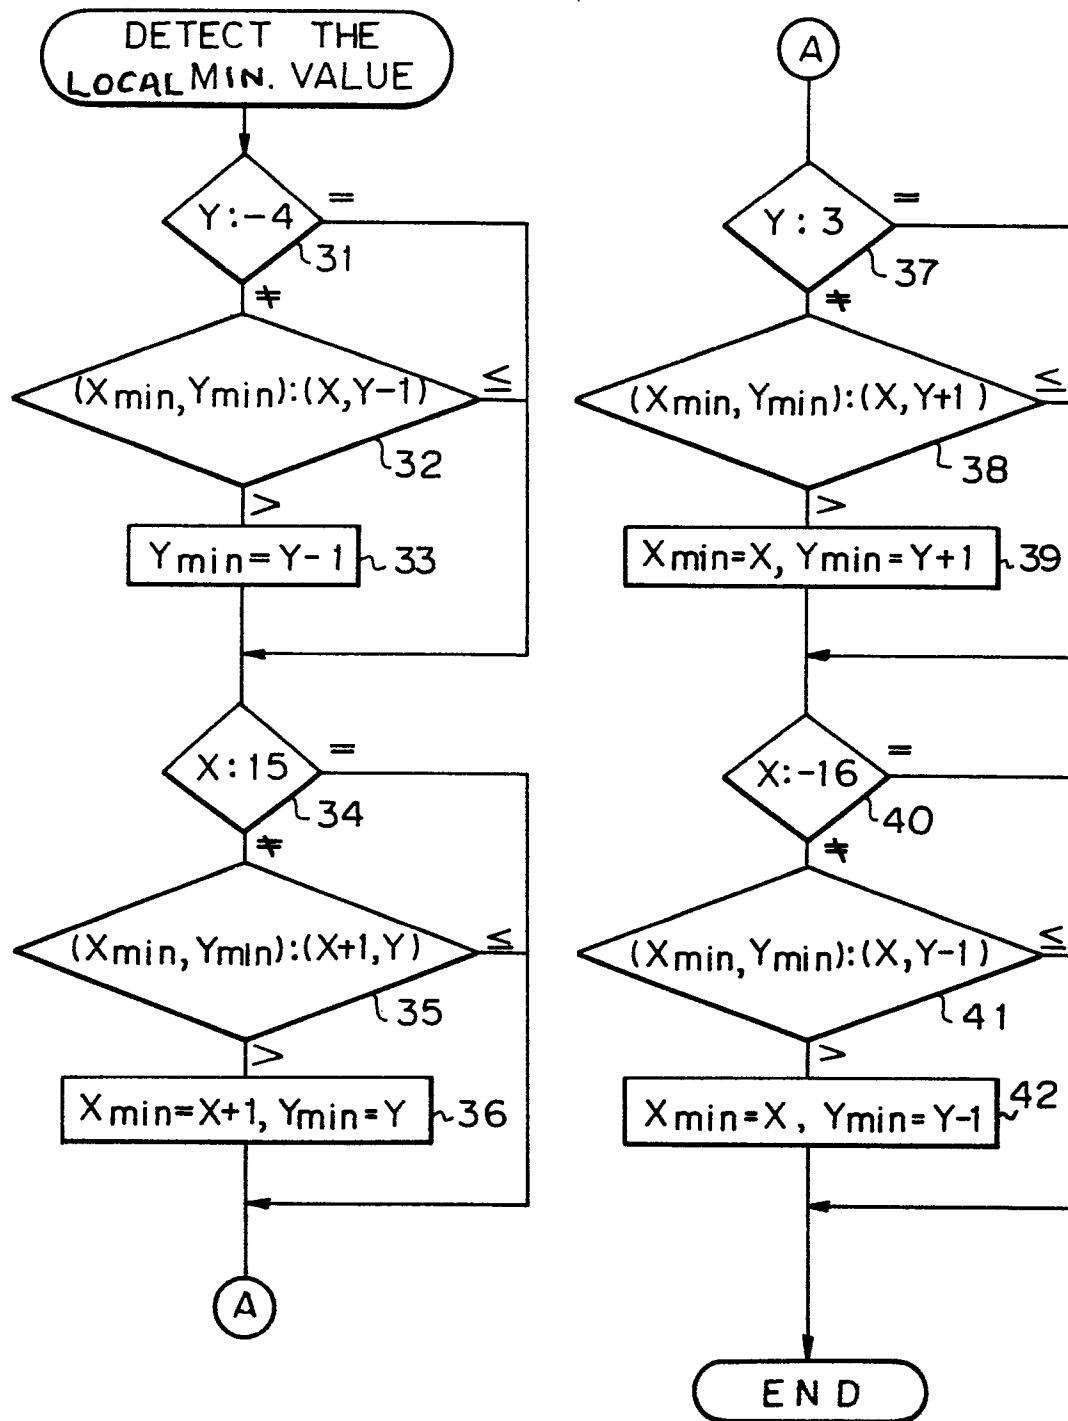 DETECT THE
LOCAL MIN. VALUE
Y:-4
=
31
≠
(Xmin, Ymin):(X,Y-1)
≤
32
>
Ymin=Y-1
33
X:15
=
34
≠
(Xmin, Ymin):(X+1,Y)
≤
35
>
Xmin=X+1, Ymin=Y
36
A
A
Y:3
=
37
≠
(Xmin, Ymin):(X,Y+1)
≤
38
>
Xmin=X, Ymin=Y+1
39
X:-16
=
40
≠
(Xmin, Ymin):(X,Y-1)
≤
41
>
Xmin=X, Ymin=Y-1
42
END